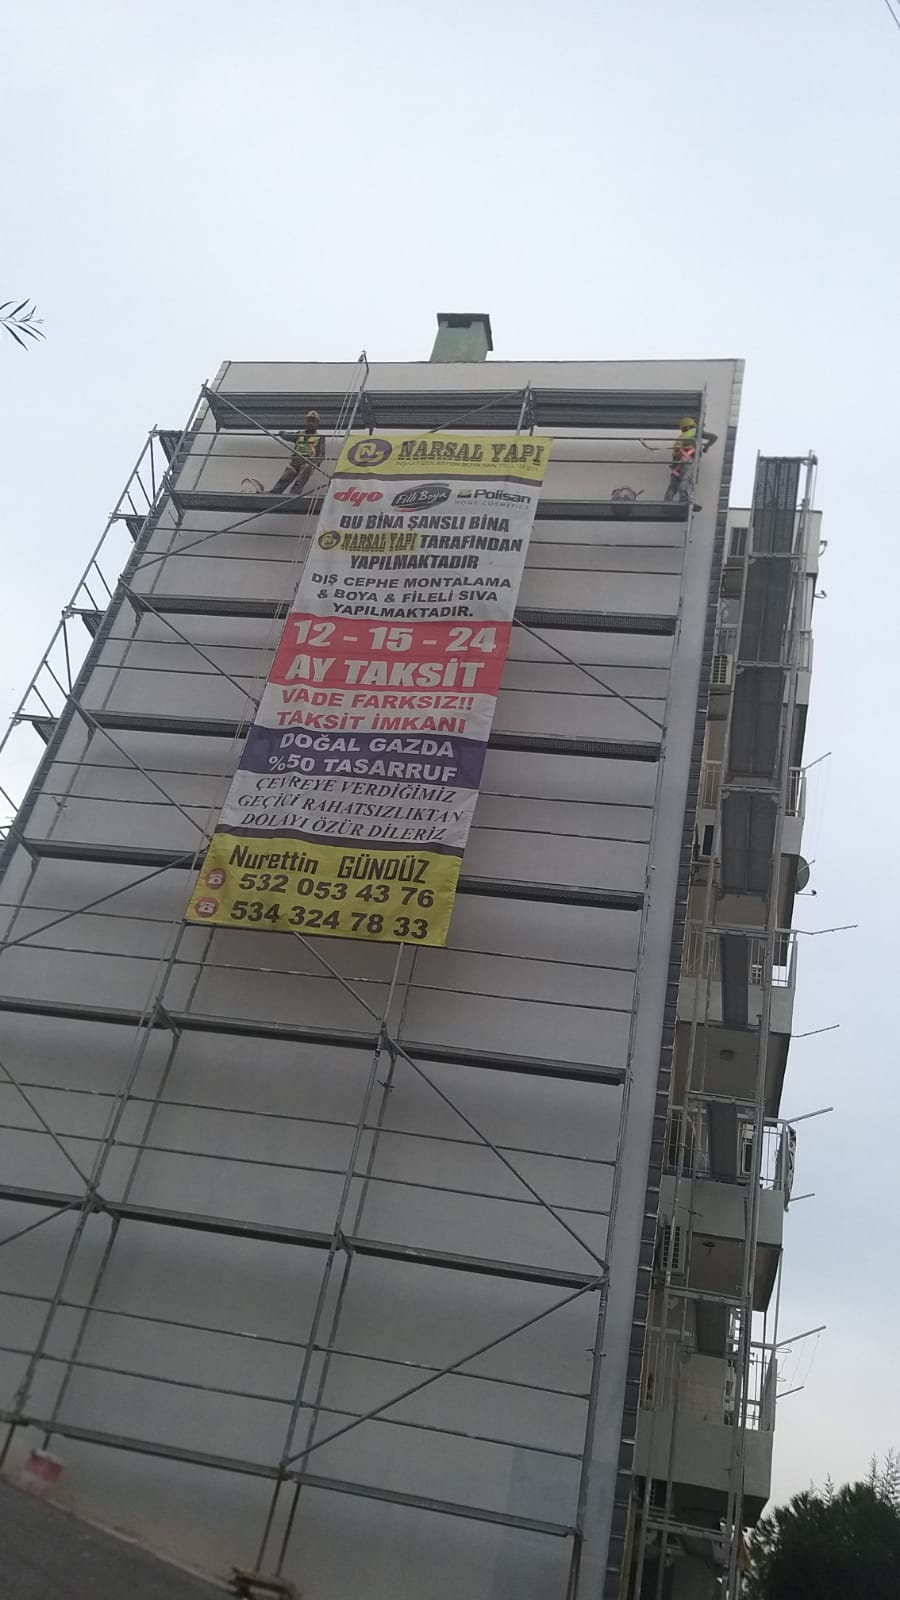 NARSAL YAPI
dyo Filli Boya Polisan
HOME COSMETICS
BU BİNA ŞANSLI BİNA
NARSAL YAPI TARAFINDAN
YAPILMAKTADIR
DIŞ CEPHE MONTALAMA
& BOYA & FİLELİ SIVA
YAPILMAKTADIR.
12 - 15 - 24
AY TAKSİT
VADE FARKSIZ!!
TAKSİT İMKANI
DOĞAL GAZDA
%50 TASARRUF
ÇEVREYE VERDİĞİMİZ
GEÇİCİ RAHATSIZLIKTAN
DOLAYI ÖZÜR DİLERİZ
Nurettin GÜNDÜZ
532 053 43 76
534 324 78 33